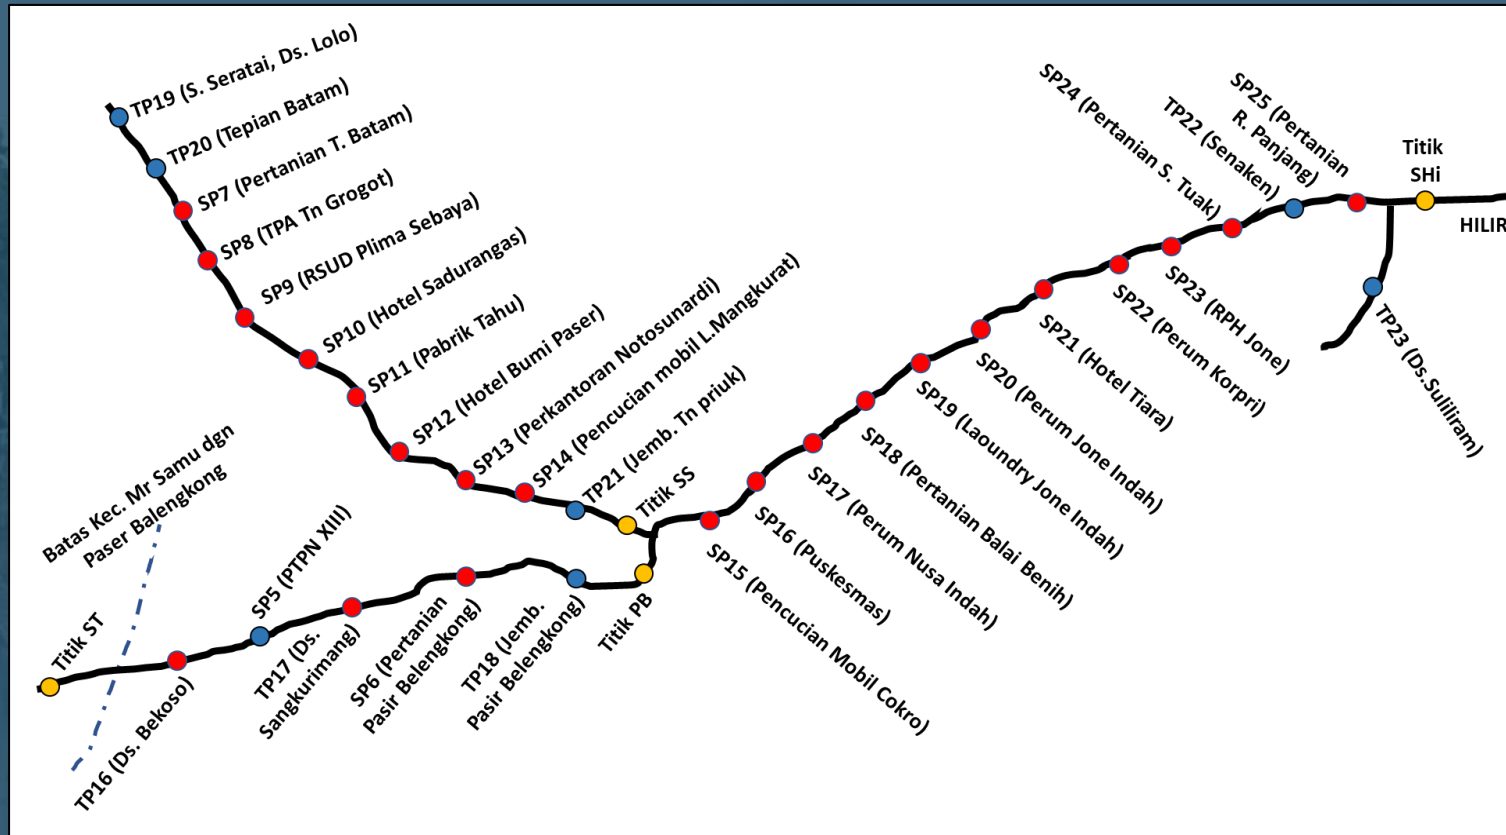 TP19 (S. Seratai, Ds. Lolo)
TP20 (Tepian Batam)
SP7 (Pertanian T. Batam)
SP8 (TPA Tn Grogot)
SP9 (RSUD Plima Sebaya)
SP10 (Hotel Sadurangas)
SP11 (Pabrik Tahu)
SP12 (Hotel Bumi Paser)
SP13 (Perkantoran Notosunardi)
SP14 (Pencucian mobil L.Mangkurat)
TP21 (Jemb. Tn priuk)
Titik SS
Batas Kec. Mr Samu dgn
Paser Balengkong
Titik ST
TP16 (Ds. Bekoso)
SP5 (PTPN XIII)
TP17 (Ds.
Sangkurimang)
SP6 (Pertanian
Pasir Belengkong)
TP18 (Jemb.
Pasir Belengkong)
Titik PB
SP15 (Pencucian Mobil Cokro)
SP16 (Puskesmas)
SP17 (Perum Nusa Indah)
SP18 (Pertanian Balai Benih)
SP19 (Laoundry Jone Indah)
SP20 (Perum Jone Indah)
SP21 (Hotel Tiara)
SP22 (Perum Korpri)
SP23 (RPH Jone)
SP24 (Pertanian S. Tuak)
TP22 (Senaken)
SP25 (Pertanian
R. Panjang)
Titik
SHi
HILIR
TP23 (Ds.Suliliram)